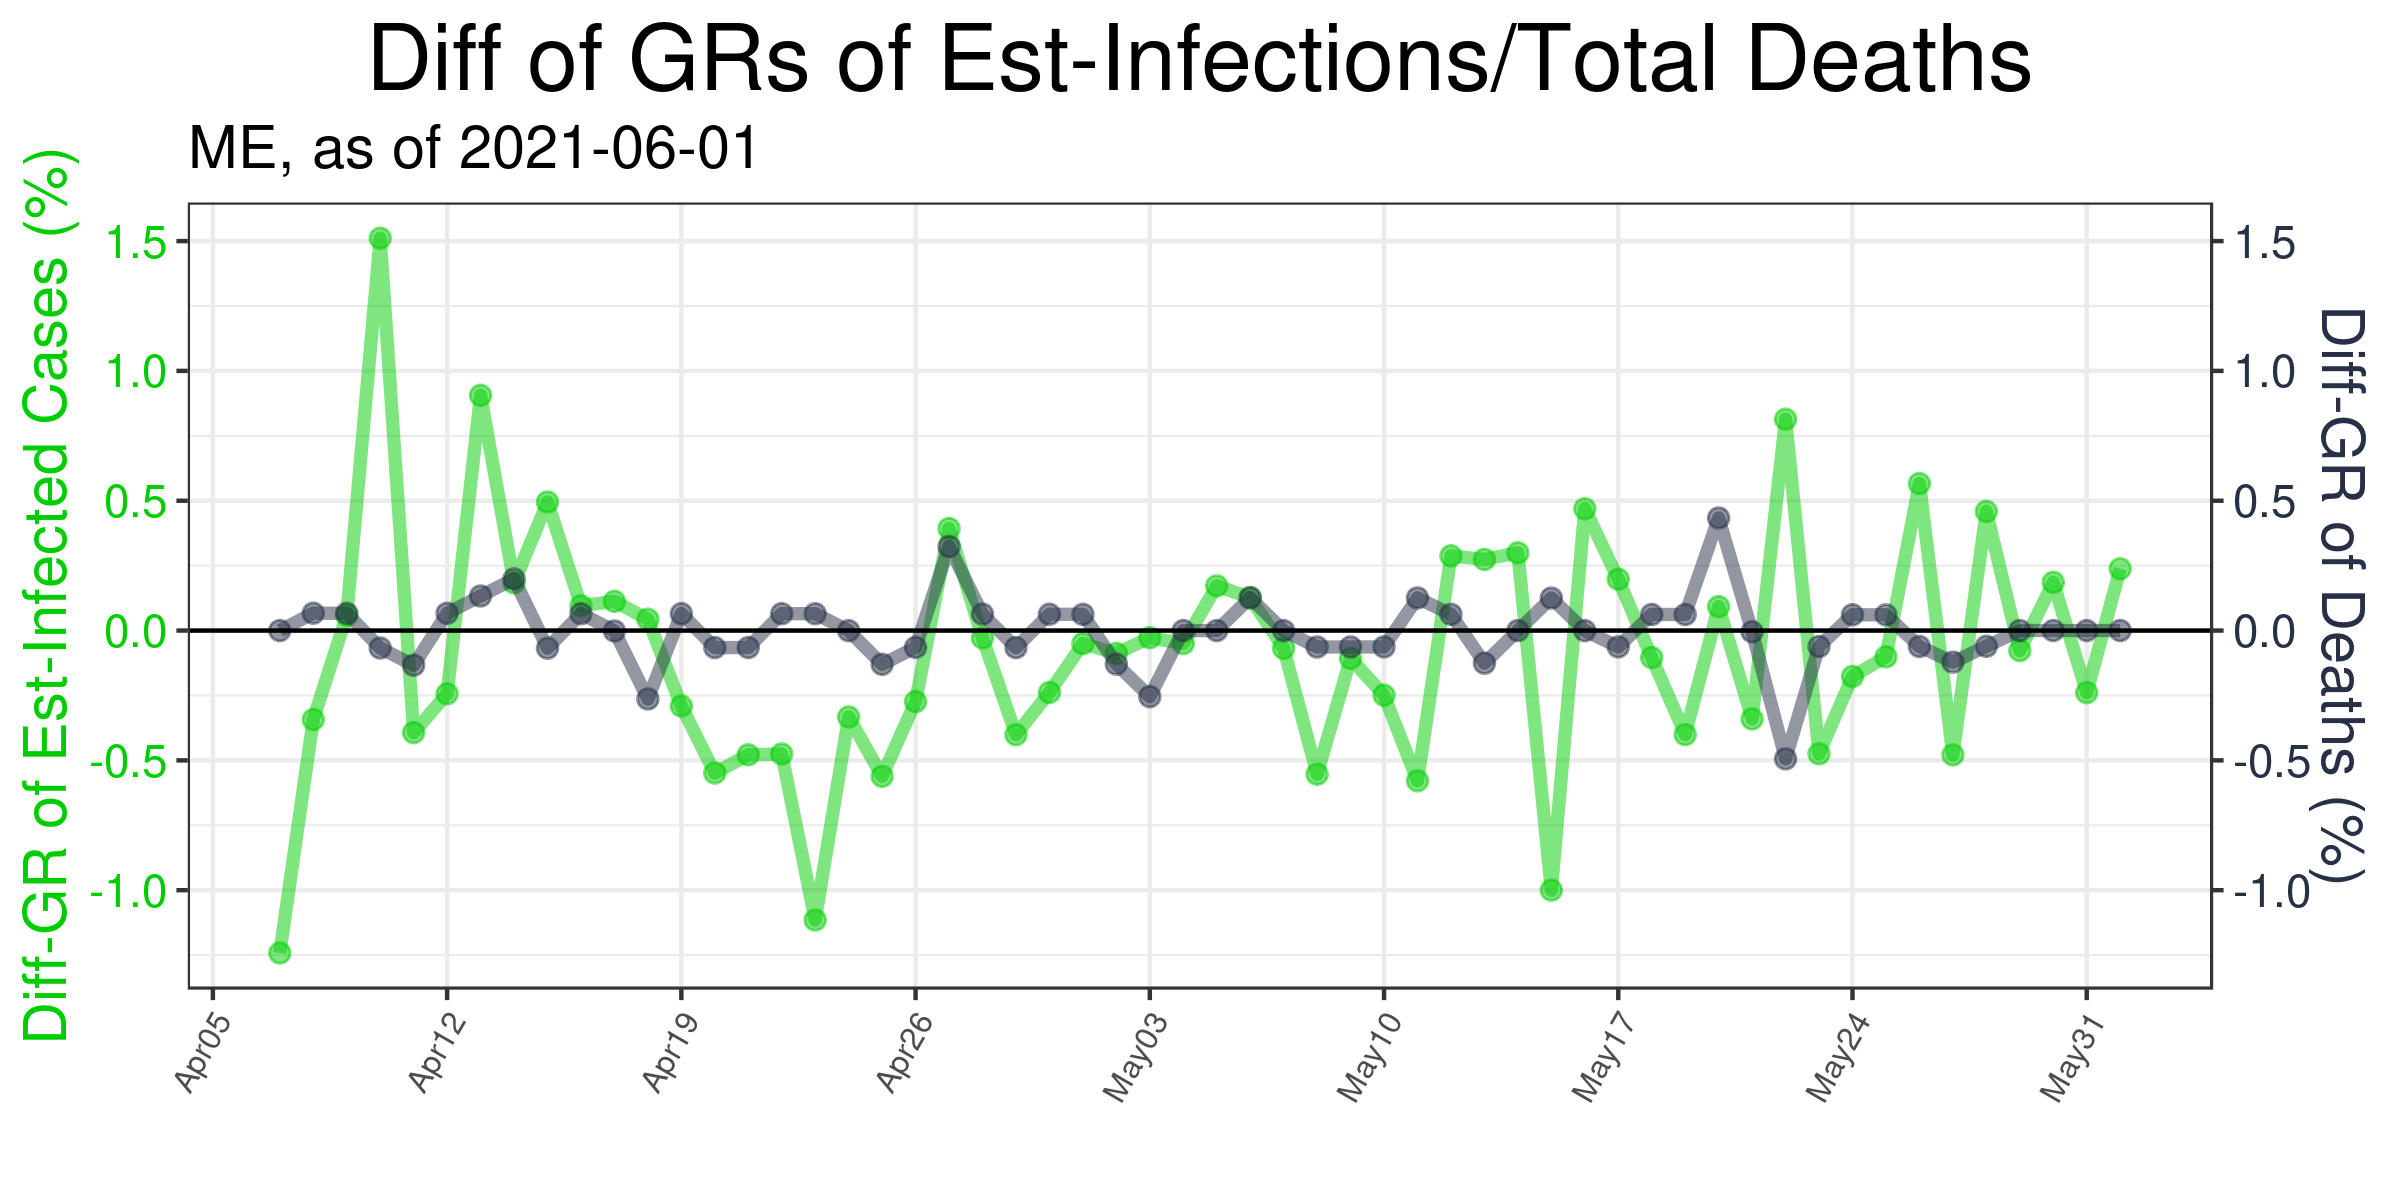 Diff of GRs of Est-Infections/Total Deaths
ME, as of 2021-06-01
Diff-GR of Est-Infected Cases (%)
1.5
1.0
0.5
0.0
-0.5
-1.0
1.5
1.0
0.5
0.0
-0.5
-1.0
Diff-GR of Deaths (%)
Apr05
Apr12
Apr19
Apr26
May03
May10
May17
May24
May31